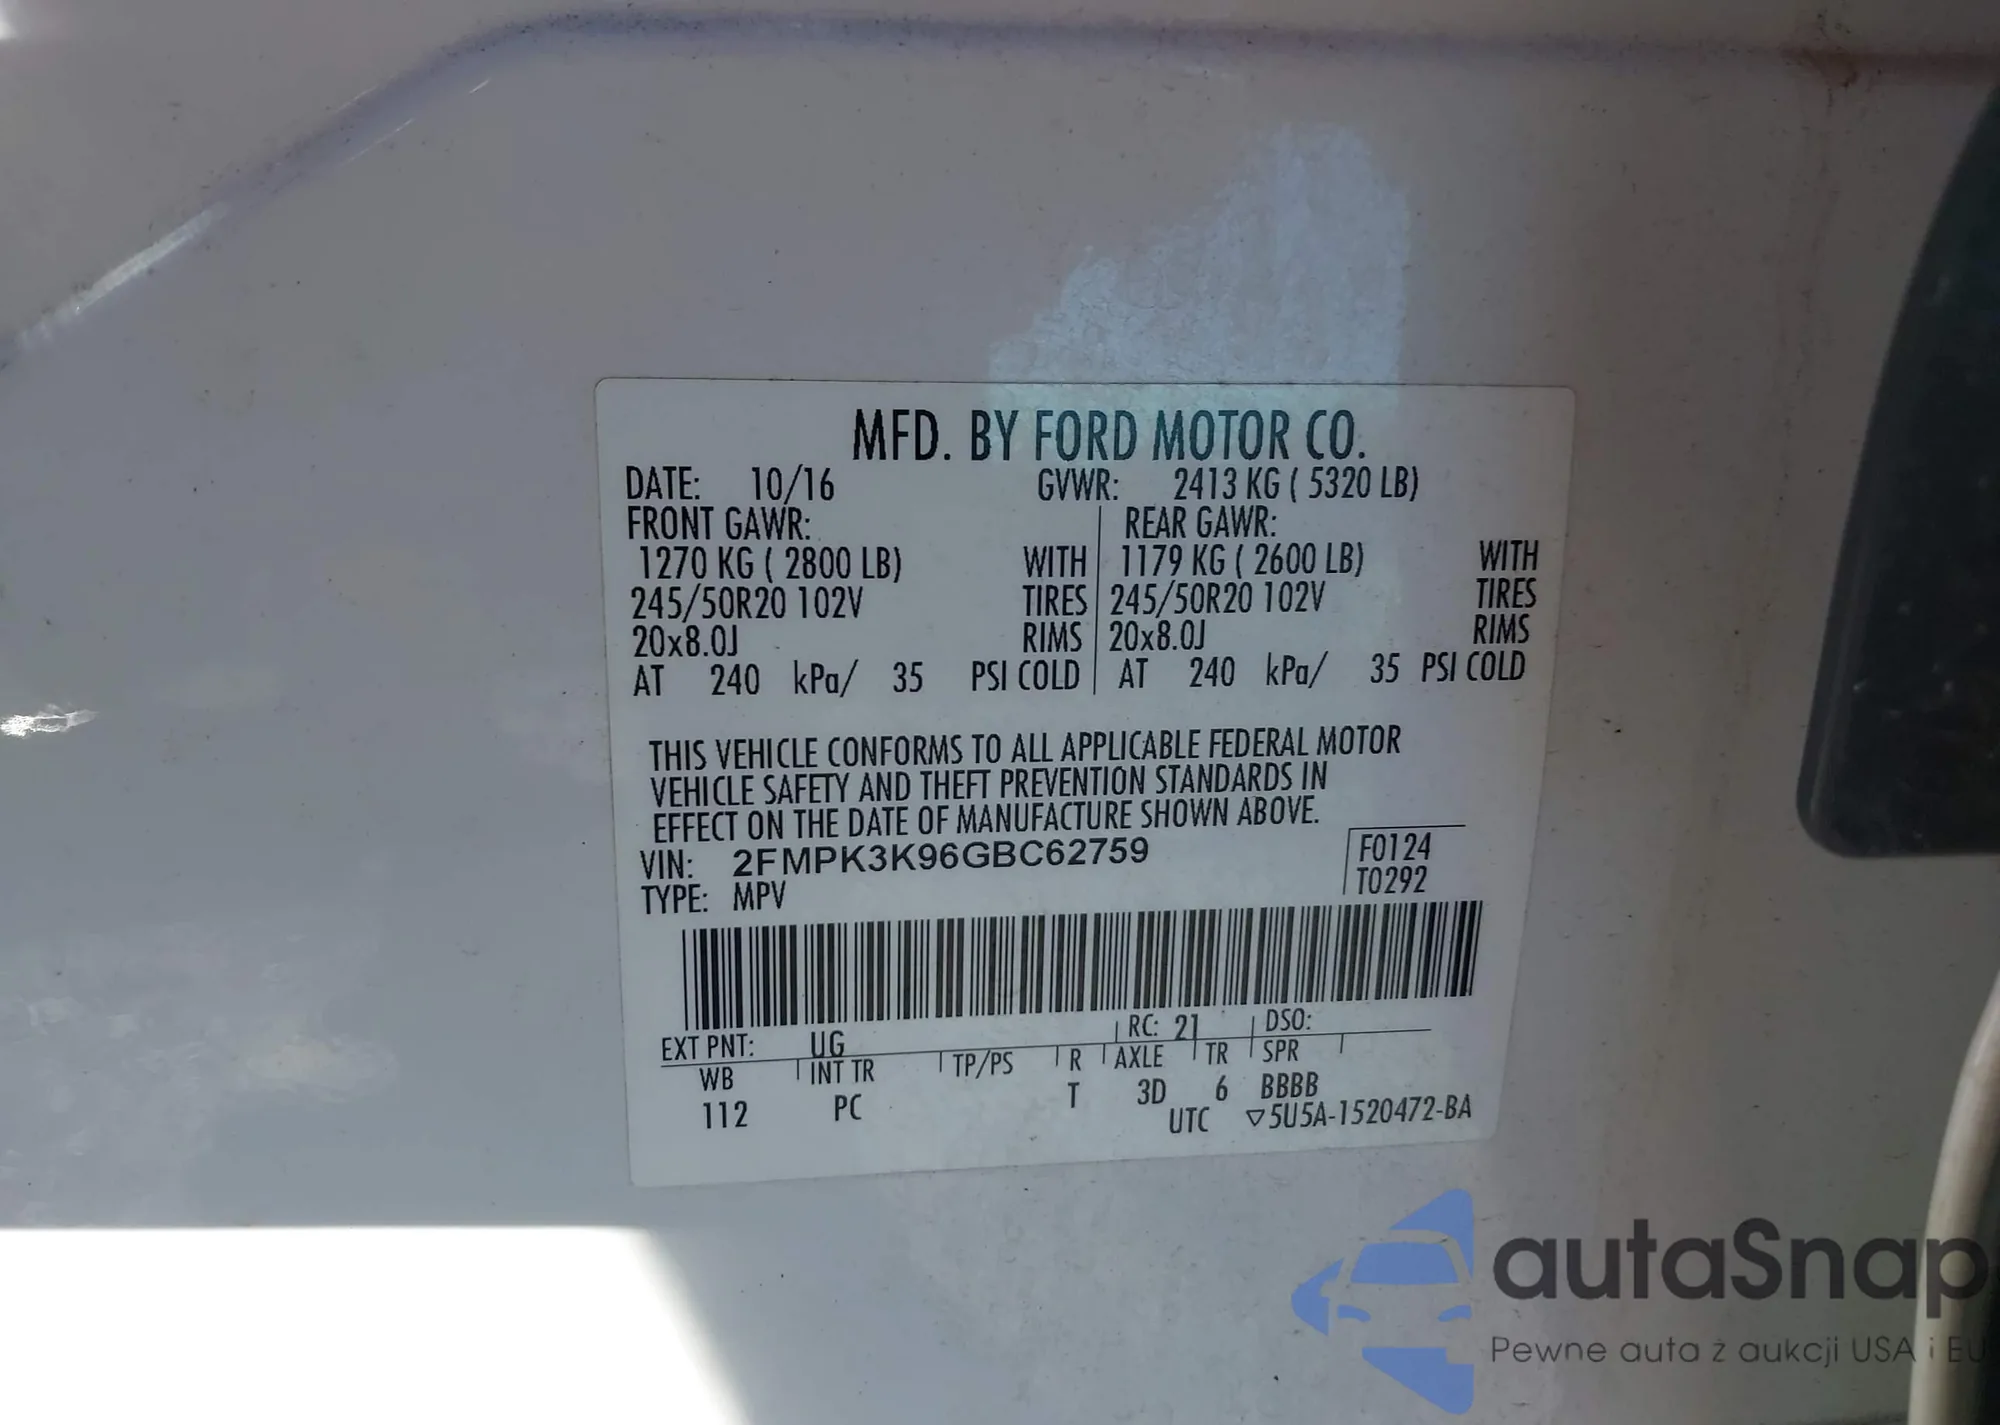 MFD. BY FORD MOTOR CO.
DATE: 10/16 GVWR: 2413 KG ( 5320 LB)
FRONT GAWR: REAR GAWR:
1270 KG ( 2800 LB) WITH 1179 KG ( 2600 LB) WITH
245/50R20 102V TIRES 245/50R20 102V TIRES
20x8.0J RIMS 20x8.0J RIMS
AT 240 kPa/ 35 PSI COLD AT 240 kPa/ 35 PSI COLD
THIS VEHICLE CONFORMS TO ALL APPLICABLE FEDERAL MOTOR
VEHICLE SAFETY AND THEFT PREVENTION STANDARDS IN
EFFECT ON THE DATE OF MANUFACTURE SHOWN ABOVE.
VIN: 2FMPK3K96GBC62759 F0124
TYPE: MPV T0292
EXT PNT: UG RC: 21 DSO:
WB INT TR TP/PS R AXLE TR SPR
112 PC T 3D 6 BBBB
UTC ▽5U5A-1520472-BA
autaSnap
Pewne auta z aukcji USA i EU